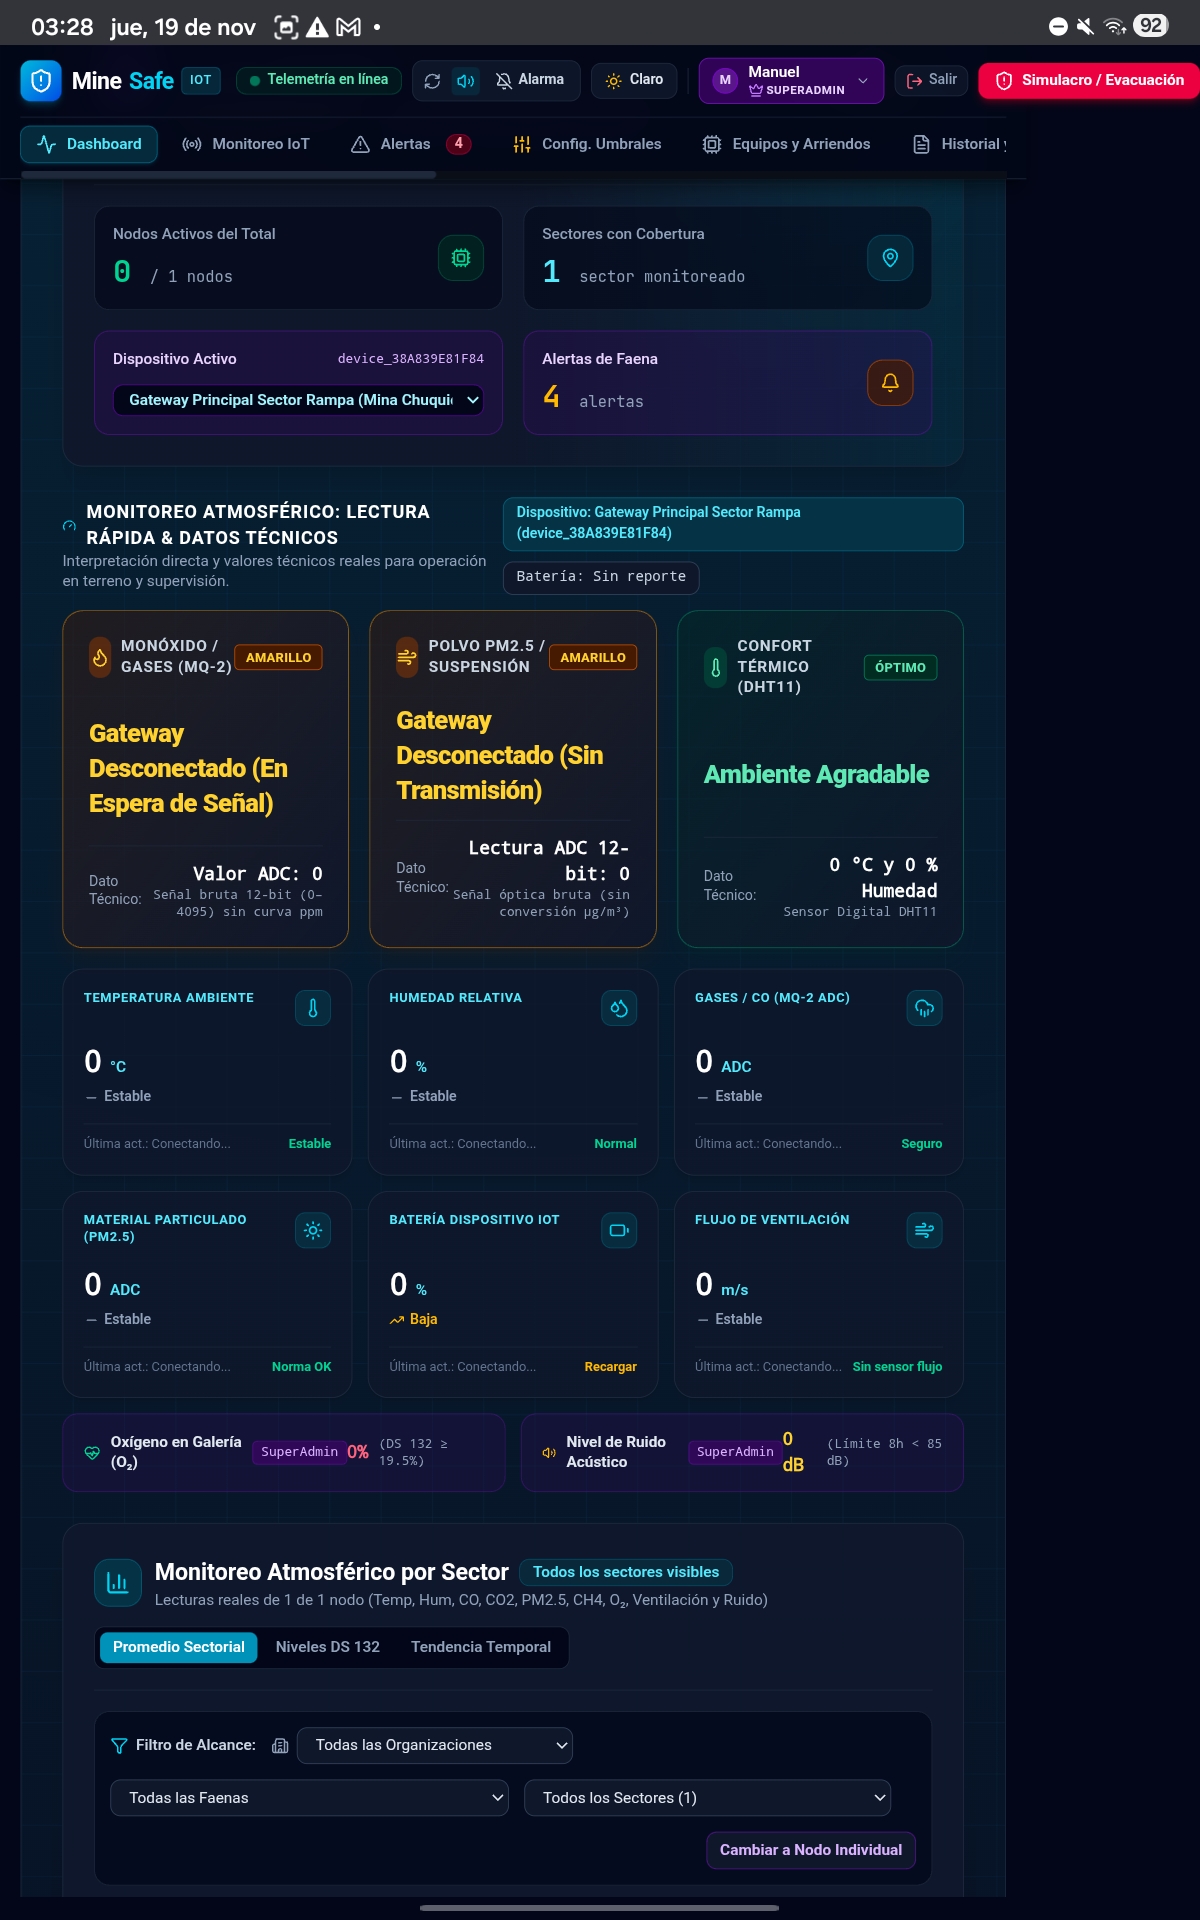 03:28 jue, 19 de nov
92
Mine Safe IOT
Telemetría en línea
Alarma
Claro
M
Manuel
SUPERADMIN
Salir
Simulacro / Evacuación
Dashboard
Monitoreo IoT
Alertas 4
Config. Umbrales
Equipos y Arriendos
Historial y
Nodos Activos del Total
0 / 1 nodos
Sectores con Cobertura
1 sector monitoreado
Dispositivo Activo
device_38A839E81F84
Gateway Principal Sector Rampa (Mina Chuquic
Alertas de Faena
4 alertas
MONITOREO ATMOSFÉRICO: LECTURA
RÁPIDA & DATOS TÉCNICOS
Interpretación directa y valores técnicos reales para operación
en terreno y supervisión.
Dispositivo: Gateway Principal Sector Rampa
(device_38A839E81F84)
Batería: Sin reporte
MONÓXIDO /
GASES (MQ-2)
AMARILLO
Gateway
Desconectado (En
Espera de Señal)
Dato
Técnico:
Valor ADC: 0
Señal bruta 12-bit (0–
4095) sin curva ppm
POLVO PM2.5 /
SUSPENSIÓN
AMARILLO
Gateway
Desconectado (Sin
Transmisión)
Dato
Técnico:
Lectura ADC 12-
bit: 0
Señal óptica bruta (sin
conversión µg/m³)
CONFORT
TÉRMICO
(DHT11)
ÓPTIMO
Ambiente Agradable
Dato
Técnico:
0 °C y 0 %
Humedad
Sensor Digital DHT11
TEMPERATURA AMBIENTE
0 °C
— Estable
Última act.: Conectando...
Estable
HUMEDAD RELATIVA
0 %
— Estable
Última act.: Conectando...
Normal
GASES / CO (MQ-2 ADC)
0 ADC
— Estable
Última act.: Conectando...
Seguro
MATERIAL PARTICULADO
(PM2.5)
0 ADC
— Estable
Última act.: Conectando...
Norma OK
BATERÍA DISPOSITIVO IOT
0 %
Baja
Última act.: Conectando...
Recargar
FLUJO DE VENTILACIÓN
0 m/s
— Estable
Última act.: Conectando...
Sin sensor flujo
Oxígeno en Galería
(O₂)
SuperAdmin
0%
(DS 132 ≥
19.5%)
Nivel de Ruido
Acústico
SuperAdmin
0
dB
(Límite 8h < 85
dB)
Monitoreo Atmosférico por Sector
Todos los sectores visibles
Lecturas reales de 1 de 1 nodo (Temp, Hum, CO, CO2, PM2.5, CH4, O₂, Ventilación y Ruido)
Promedio Sectorial
Niveles DS 132
Tendencia Temporal
Filtro de Alcance:
Todas las Organizaciones
Todas las Faenas
Todos los Sectores (1)
Cambiar a Nodo Individual